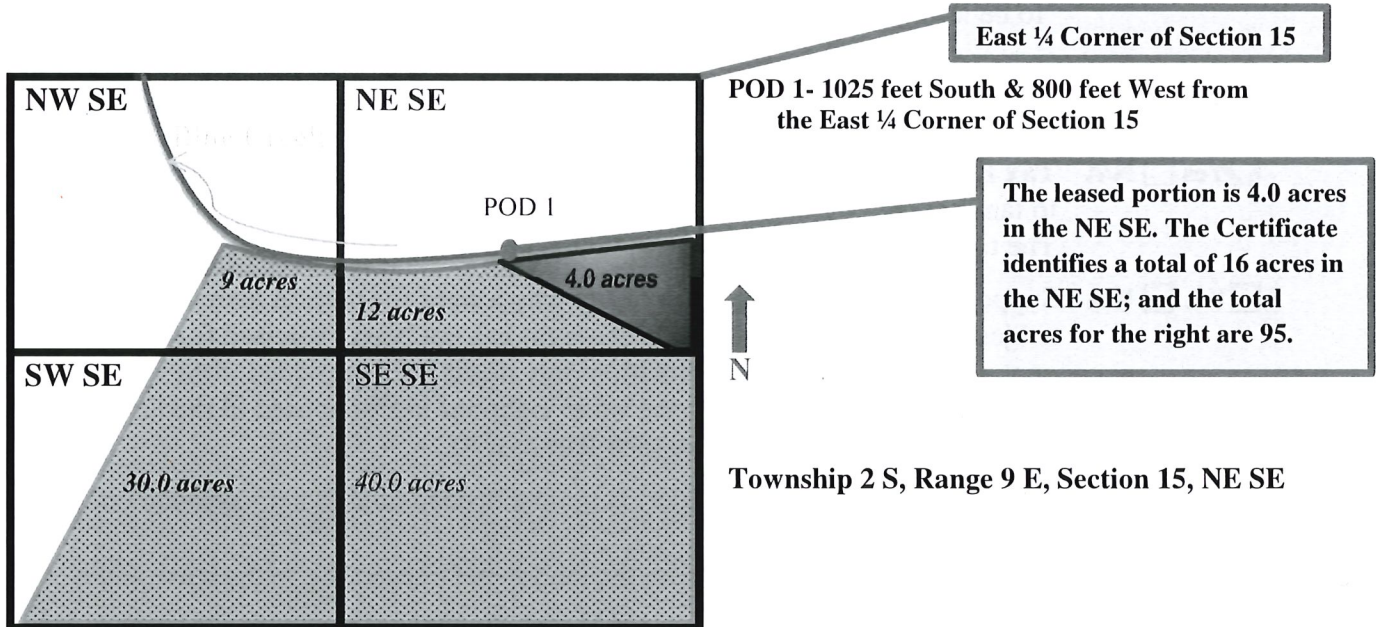 East ¼ Corner of Section 15
NW SE
NE SE
POD 1- 1025 feet South & 800 feet West from
the East ¼ Corner of Section 15
POD 1
The leased portion is 4.0 acres
in the NE SE. The Certificate
identifies a total of 16 acres in
the NE SE; and the total
acres for the right are 95.
9 acres
4.0 acres
12 acres
N
SW SE
SE SE
30.0 acres
40.0 acres
Township 2 S, Range 9 E, Section 15, NE SE